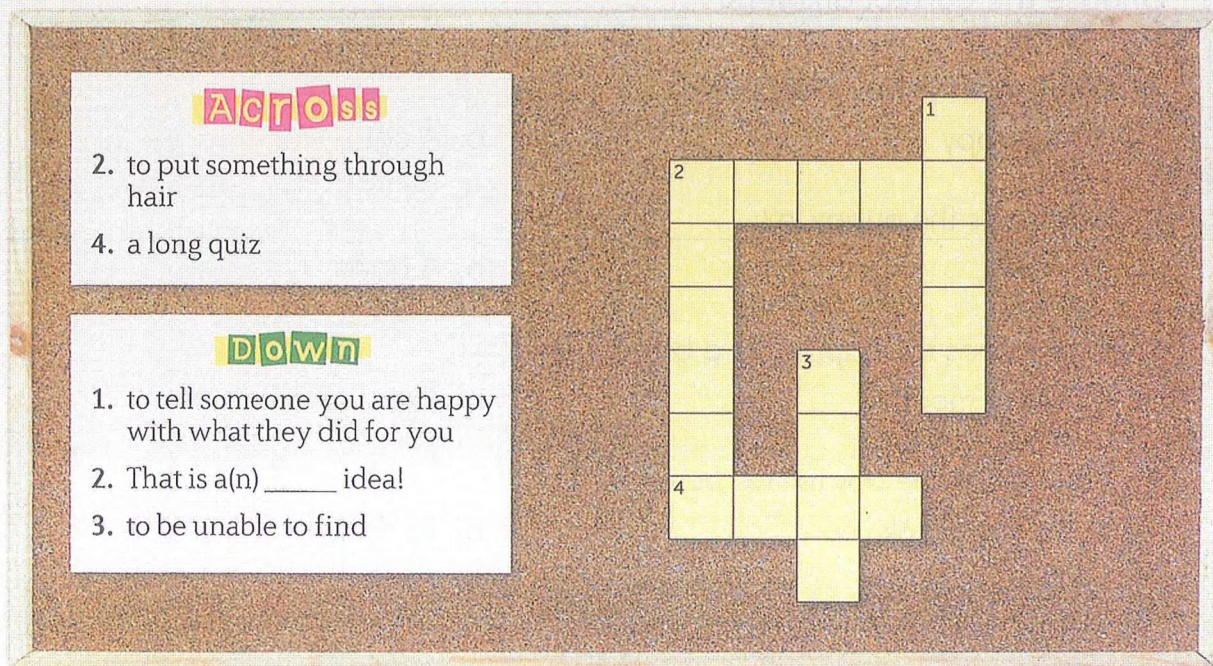 Across
2. to put something through
hair
4. a long quiz
Down
1. to tell someone you are happy
with what they did for you
2. That is a(n) ______ idea!
3. to be unable to find
1
2
3
4